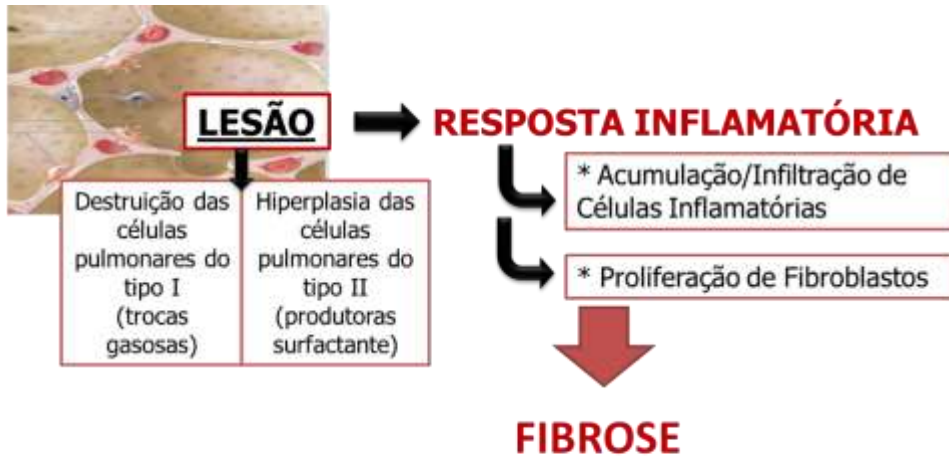 LESÃO
RESPOSTA INFLAMATÓRIA
Destruição das
células
pulmonares do
tipo I
(trocas
gasosas)
Hiperplasia das
células
pulmonares do
tipo II
(produtoras
surfactante)
* Acumulação/Infiltração de
Células Inflamatórias
* Proliferação de Fibroblastos
FIBROSE